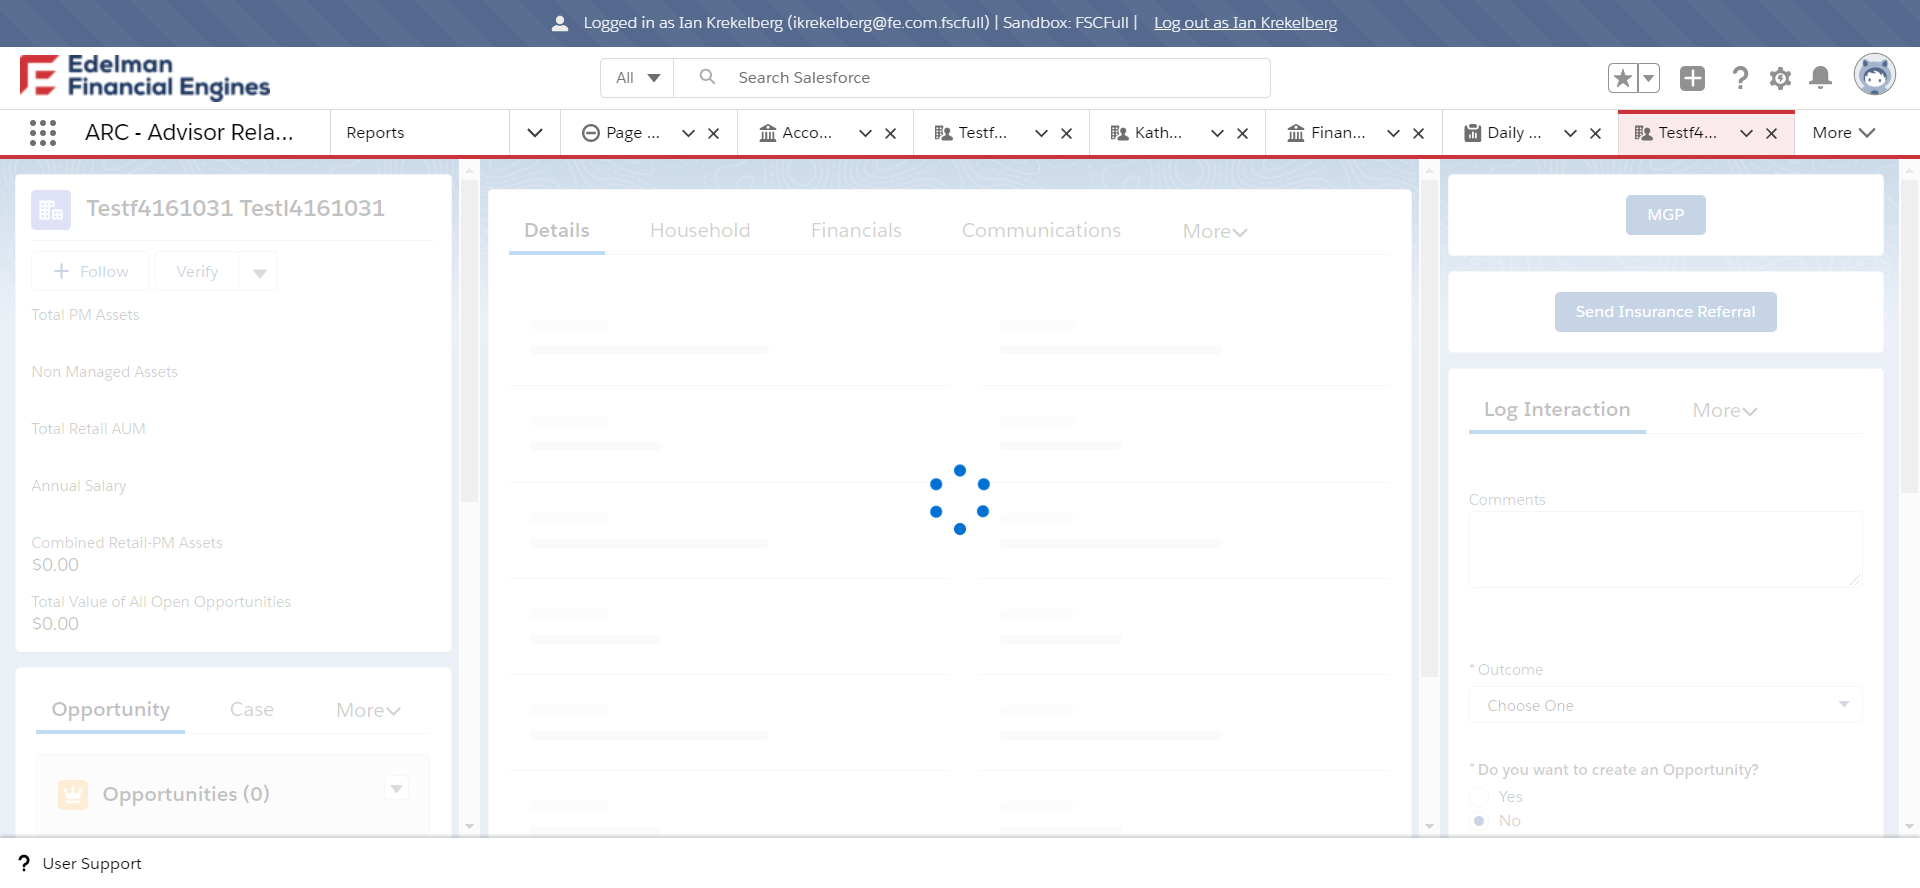 Logged in as Ian Krekelberg (ikrekelberg@fe.com.fscfull) | Sandbox: FSCFull | Log out as Ian Krekelberg
Edelman
Financial Engines
All
Search Salesforce
ARC - Advisor Rela...
Reports
Page ...
Acco...
Testf...
Kath...
Finan...
Daily ...
Testf4...
More
Testf4161031 Testl4161031
Follow
Verify
Total PM Assets
Non Managed Assets
Total Retail AUM
Annual Salary
Combined Retail-PM Assets
$0.00
Total Value of All Open Opportunities
$0.00
Opportunity
Case
More
Opportunities (0)
Details
Household
Financials
Communications
More
MGP
Send Insurance Referral
Log Interaction
More
Comments
* Outcome
Choose One
* Do you want to create an Opportunity?
Yes
No
? User Support